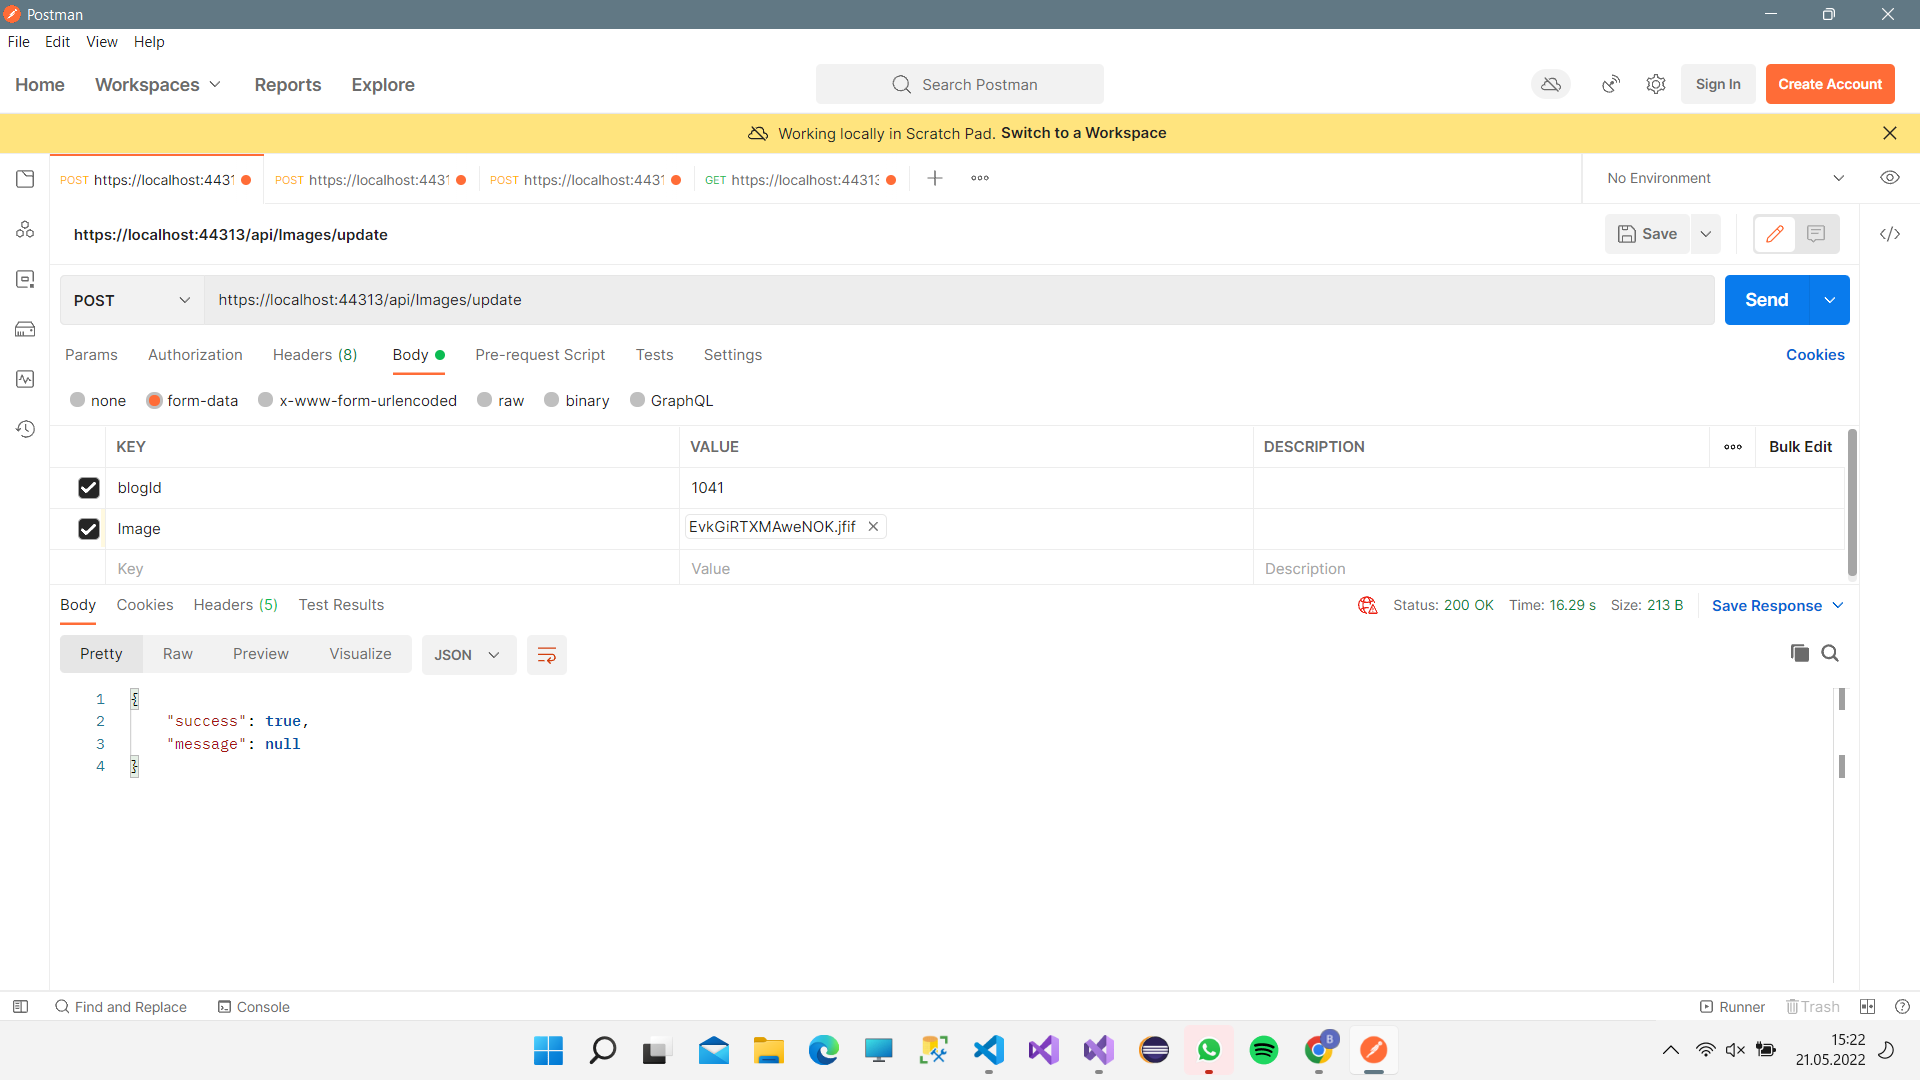 Postman
File Edit View Help
Home Workspaces Reports Explore Search Postman Sign In Create Account
Working locally in Scratch Pad. Switch to a Workspace
POST https://localhost:4431 POST https://localhost:4431 POST https://localhost:4431 GET https://localhost:44313 No Environment
https://localhost:44313/api/Images/update Save
POST https://localhost:44313/api/Images/update Send
Params Authorization Headers (8) Body Pre-request Script Tests Settings Cookies
none form-data x-www-form-urlencoded raw binary GraphQL
KEY VALUE DESCRIPTION Bulk Edit
blogId 1041
Image EvkGiRTXMAweNOK.jfif
Key Value Description
Body Cookies Headers (5) Test Results Status: 200 OK Time: 16.29 s Size: 213 B Save Response
Pretty Raw Preview Visualize JSON
1 {
2 "success": true,
3 "message": null
4 }
Find and Replace Console Runner Trash
B
15:22
21.05.2022